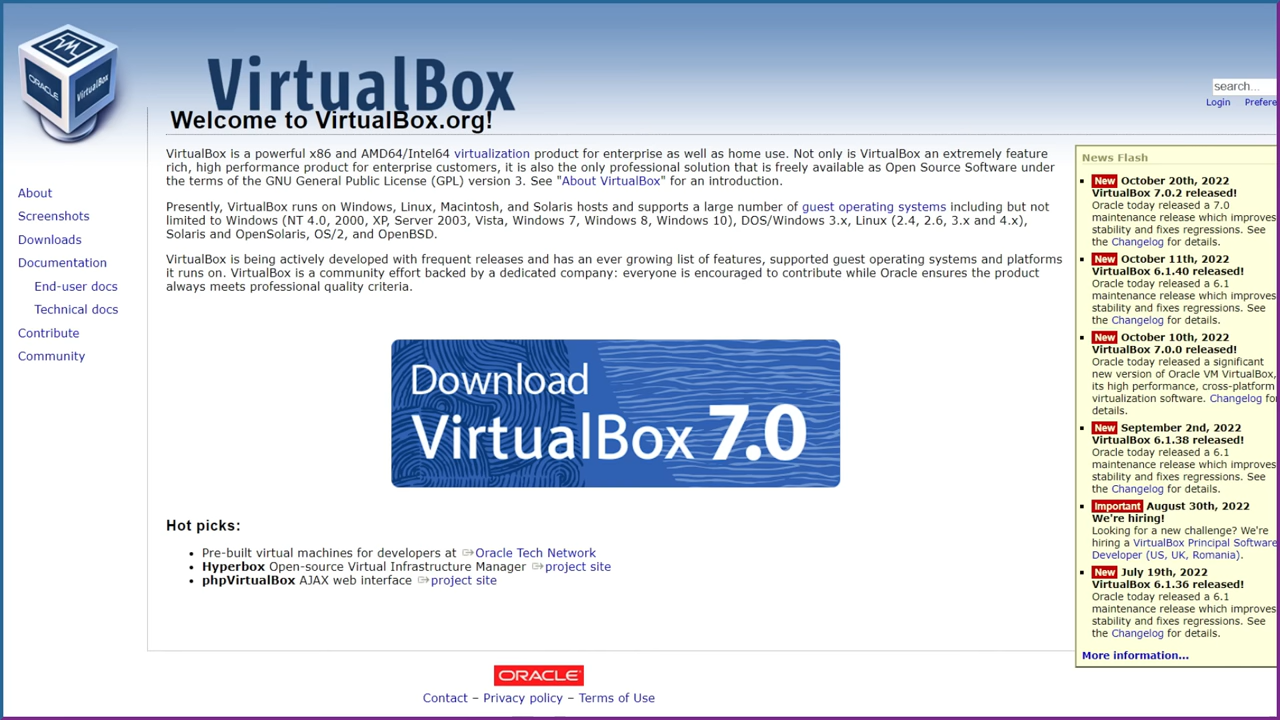 ORACLE
VirtualBox
VirtualBox
search...
Login
Welcome to VirtualBox.org!
About
Screenshots
Downloads
Documentation
End-user docs
Technical docs
Contribute
Community
VirtualBox is a powerful x86 and AMD64/Intel64 virtualization product for enterprise as well as home use. Not only is VirtualBox an extremely feature
rich, high performance product for enterprise customers, it is also the only professional solution that is freely available as Open Source Software under
the terms of the GNU General Public License (GPL) version 3. See "About VirtualBox" for an introduction.
Presently, VirtualBox runs on Windows, Linux, Macintosh, and Solaris hosts and supports a large number of guest operating systems including but not
limited to Windows (NT 4.0, 2000, XP, Server 2003, Vista, Windows 7, Windows 8, Windows 10), DOS/Windows 3.x, Linux (2.4, 2.6, 3.x and 4.x),
Solaris and OpenSolaris, OS/2, and OpenBSD.
VirtualBox is being actively developed with frequent releases and has an ever growing list of features, supported guest operating systems and platforms
it runs on. VirtualBox is a community effort backed by a dedicated company: everyone is encouraged to contribute while Oracle ensures the product
always meets professional quality criteria.
Download
VirtualBox 7.0
Hot picks:
• Pre-built virtual machines for developers at Oracle Tech Network
• Hyperbox Open-source Virtual Infrastructure Manager project site
• phpVirtualBox AJAX web interface project site
News Flash
New October 20th, 2022
VirtualBox 7.0.2 released!
Oracle today released a 7.0
maintenance release which improves
stability and fixes regressions. See
the Changelog for details.
New October 11th, 2022
VirtualBox 6.1.40 released!
Oracle today released a 6.1
maintenance release which improves
stability and fixes regressions. See
the Changelog for details.
New October 10th, 2022
VirtualBox 7.0.0 released!
Oracle today released a significant
new version of Oracle VM VirtualBox,
its high performance, cross-platform
virtualization software. Changelog fo
details.
New September 2nd, 2022
VirtualBox 6.1.38 released!
Oracle today released a 6.1
maintenance release which improves
stability and fixes regressions. See
the Changelog for details.
Important August 30th, 2022
We're hiring!
Looking for a new challenge? We're
hiring a VirtualBox Principal Software
Developer (US, UK, Romania).
New July 19th, 2022
VirtualBox 6.1.36 released!
Oracle today released a 6.1
maintenance release which improves
stability and fixes regressions. See
the Changelog for details.
More information...
ORACLE
Contact – Privacy policy – Terms of Use